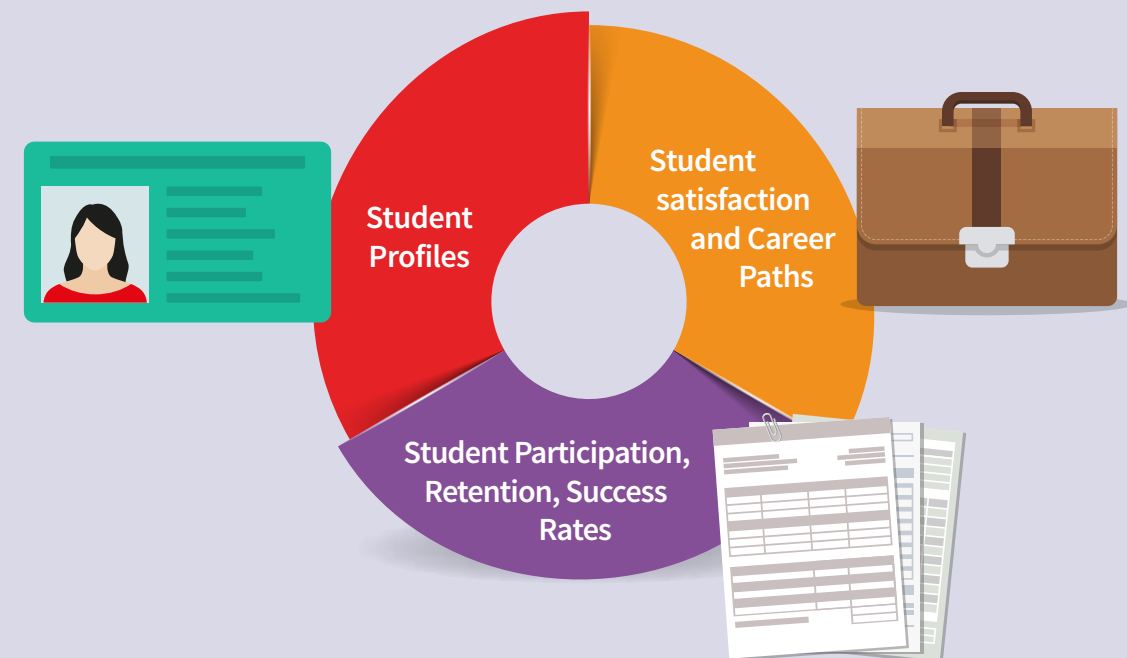 Student
Profiles
Student
satisfaction
and Career
Paths
Student Participation,
Retention, Success
Rates